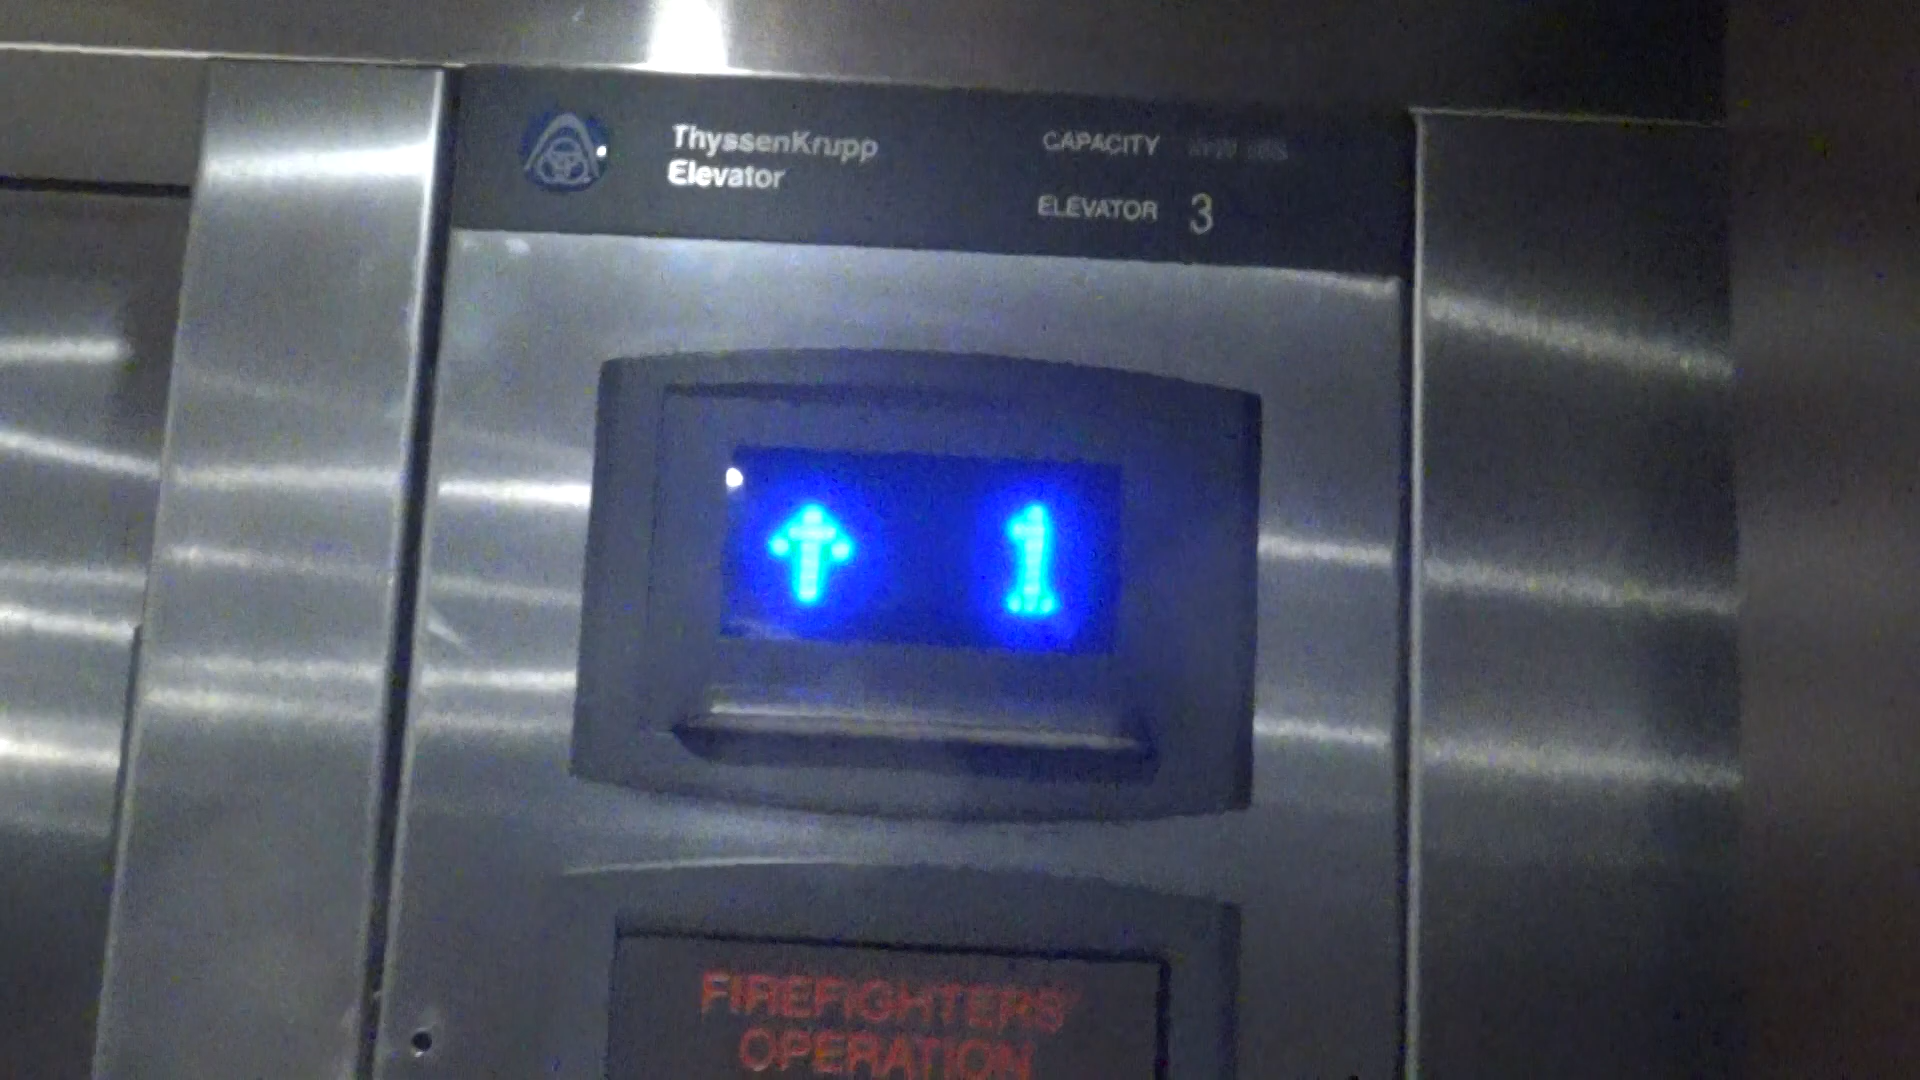 ThyssenKrupp
Elevator
CAPACITY
ELEVATOR 3
↑ 1
FIREFIGHTERS'
OPERATION